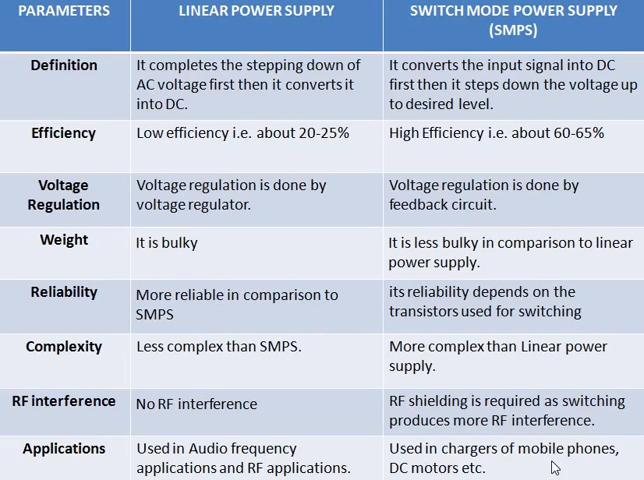 PARAMETERS
LINEAR POWER SUPPLY
SWITCH MODE POWER SUPPLY
(SMPS)
Definition
It completes the stepping down of
AC voltage first then it converts it
into DC.
It converts the input signal into DC
first then it steps down the voltage up
to desired level.
Efficiency
Low efficiency i.e. about 20-25%
High Efficiency i.e. about 60-65%
Voltage
Regulation
Voltage regulation is done by
voltage regulator.
Voltage regulation is done by
feedback circuit.
Weight
It is bulky
It is less bulky in comparison to linear
power supply.
Reliability
More reliable in comparison to
SMPS
its reliability depends on the
transistors used for switching
Complexity
Less complex than SMPS.
More complex than Linear power
supply.
RF interference
No RF interference
RF shielding is required as switching
produces more RF interference.
Applications
Used in Audio frequency
applications and RF applications.
Used in chargers of mobile phones,
DC motors etc.